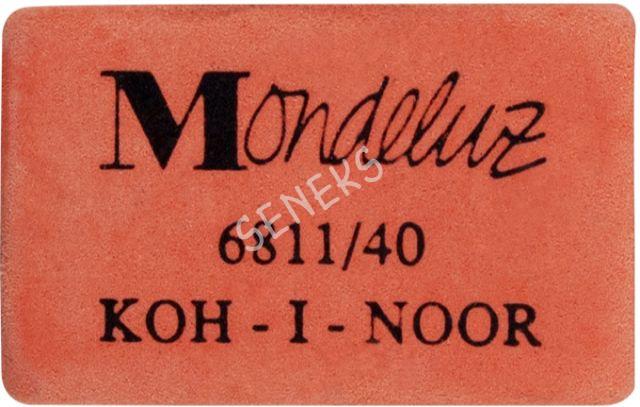 Mondeluz
SENEKS
6811/40
KOH - I - NOOR